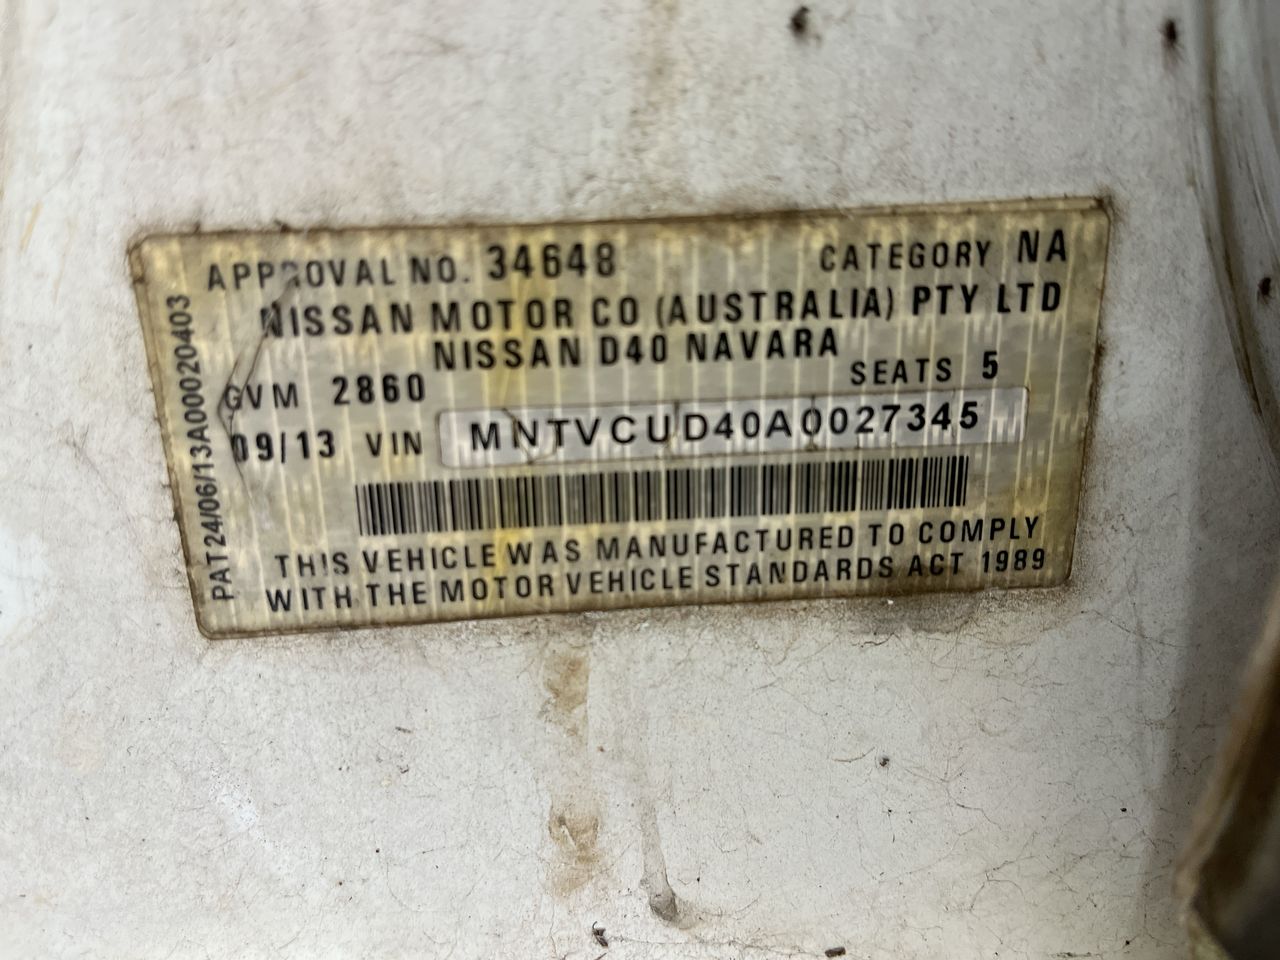 APPROVAL NO. 34648 CATEGORY NA
NISSAN MOTOR CO (AUSTRALIA) PTY LTD
NISSAN D40 NAVARA
GVM 2860 SEATS 5
09/13 VIN MNTVCUD40A0027345
THIS VEHICLE WAS MANUFACTURED TO COMPLY
WITH THE MOTOR VEHICLE STANDARDS ACT 1989
PAT24/06/13A00020403